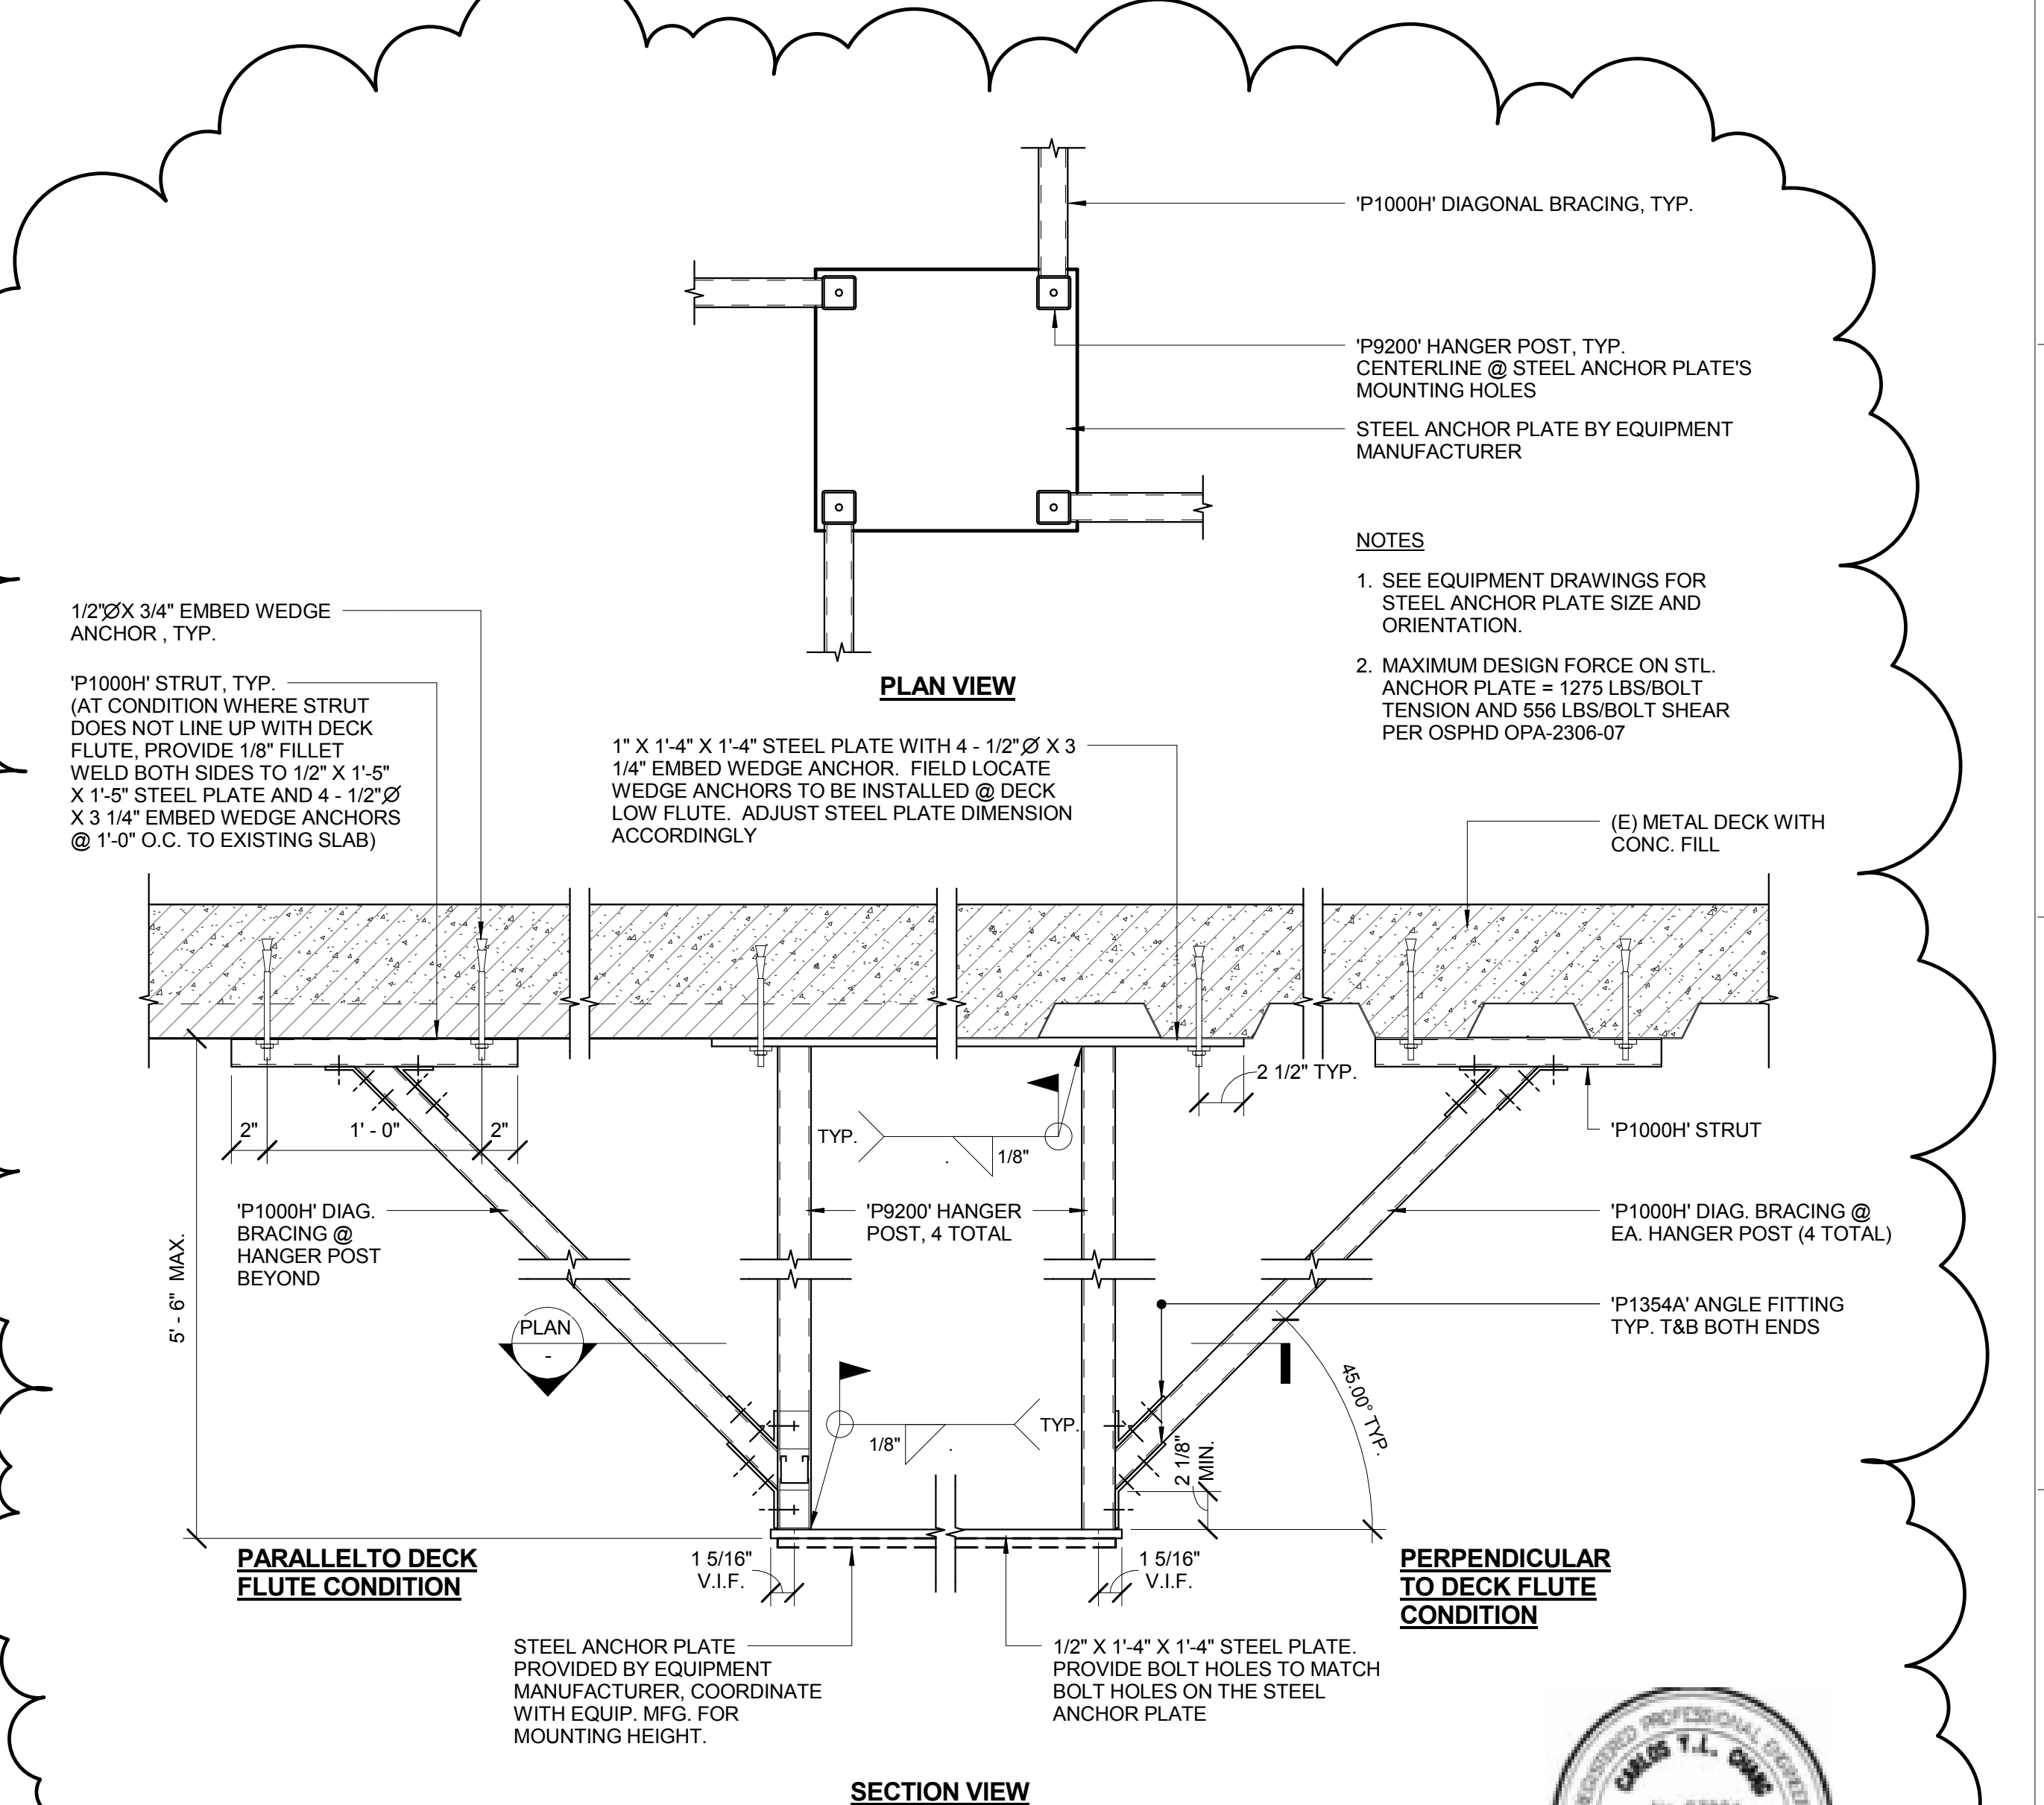 'P1000H' DIAGONAL BRACING, TYP.
'P9200' HANGER POST, TYP.
CENTERLINE @ STEEL ANCHOR PLATE'S
MOUNTING HOLES
STEEL ANCHOR PLATE BY EQUIPMENT
MANUFACTURER
NOTES
1. SEE EQUIPMENT DRAWINGS FOR
STEEL ANCHOR PLATE SIZE AND
ORIENTATION.
2. MAXIMUM DESIGN FORCE ON STL.
ANCHOR PLATE = 1275 LBS/BOLT
TENSION AND 556 LBS/BOLT SHEAR
PER OSPHD OPA-2306-07
PLAN VIEW
1/2"Ø X 3/4" EMBED WEDGE
ANCHOR , TYP.
'P1000H' STRUT, TYP.
(AT CONDITION WHERE STRUT
DOES NOT LINE UP WITH DECK
FLUTE, PROVIDE 1/8" FILLET
WELD BOTH SIDES TO 1/2" X 1'-5"
X 1'-5" STEEL PLATE AND 4 - 1/2"Ø
X 3 1/4" EMBED WEDGE ANCHORS
@ 1'-0" O.C. TO EXISTING SLAB)
1" X 1'-4" X 1'-4" STEEL PLATE WITH 4 - 1/2"Ø X 3
1/4" EMBED WEDGE ANCHOR. FIELD LOCATE
WEDGE ANCHORS TO BE INSTALLED @ DECK
LOW FLUTE. ADJUST STEEL PLATE DIMENSION
ACCORDINGLY
(E) METAL DECK WITH
CONC. FILL
2 1/2" TYP.
2"
1' - 0"
2"
TYP.
1/8"
'P1000H' STRUT
'P1000H' DIAG.
BRACING @
HANGER POST
BEYOND
'P9200' HANGER
POST, 4 TOTAL
'P1000H' DIAG. BRACING @
EA. HANGER POST (4 TOTAL)
5' - 6" MAX.
'P1354A' ANGLE FITTING
TYP. T&B BOTH ENDS
PLAN
-
45.00° TYP.
TYP.
1/8"
2 1/8"
MIN.
PARALLELTO DECK
FLUTE CONDITION
1 5/16"
V.I.F.
1 5/16"
V.I.F.
PERPENDICULAR
TO DECK FLUTE
CONDITION
STEEL ANCHOR PLATE
PROVIDED BY EQUIPMENT
MANUFACTURER, COORDINATE
WITH EQUIP. MFG. FOR
MOUNTING HEIGHT.
1/2" X 1'-4" X 1'-4" STEEL PLATE.
PROVIDE BOLT HOLES TO MATCH
BOLT HOLES ON THE STEEL
ANCHOR PLATE
SECTION VIEW
REGISTERED PROFESSIONAL ENGINEER
CARLOS Y.L.